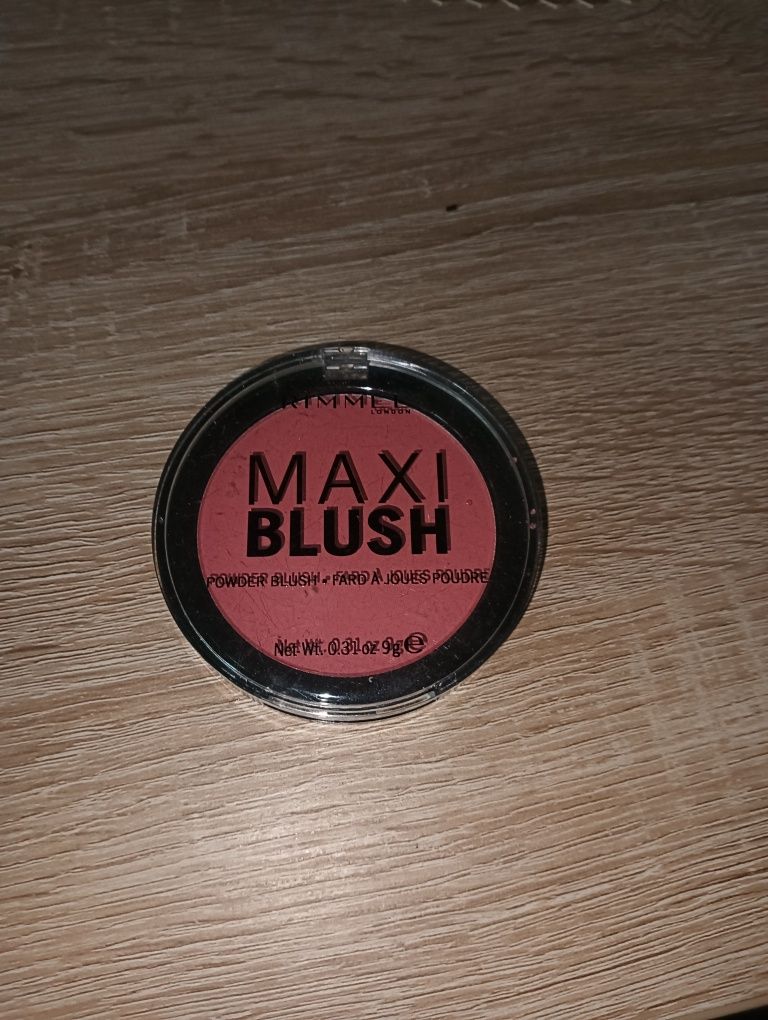 RIMMEL
LONDON
MAXI
BLUSH
POWDER BLUSH • FARD À JOUES POUDRE
Net Wt. 0.31 oz 9g ℮